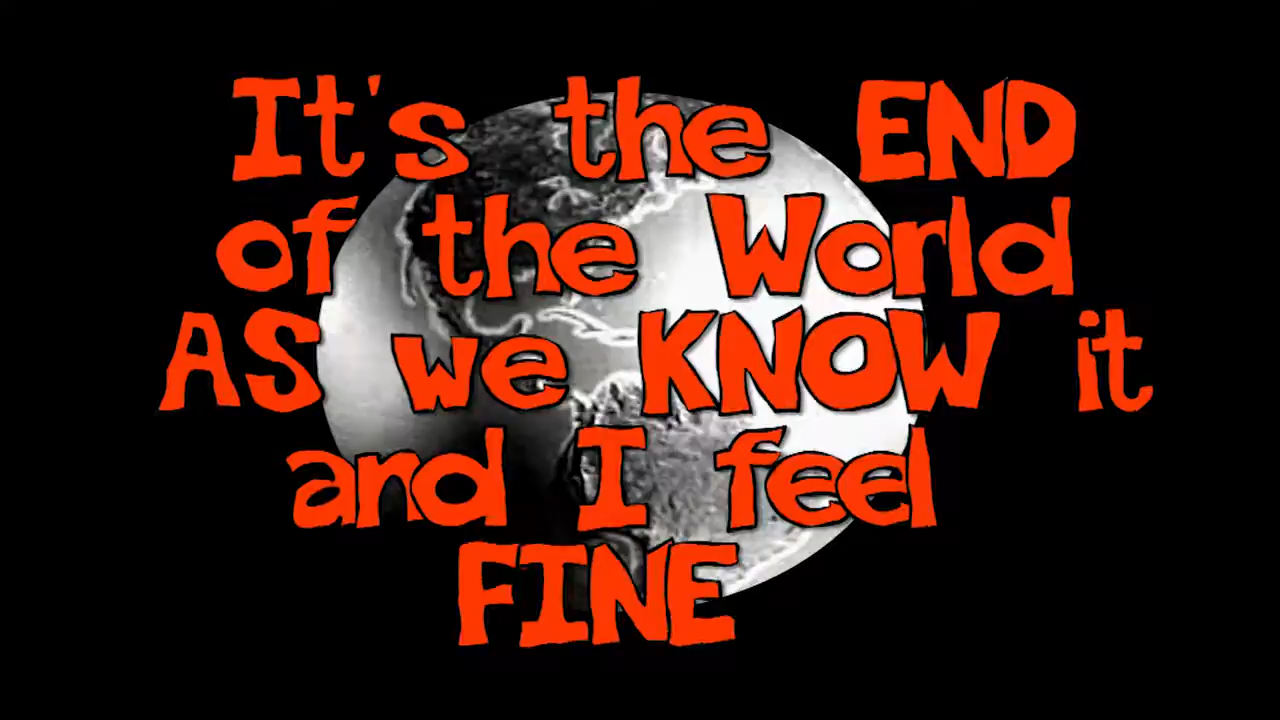 It's the END
of the World
AS we KNOW it
and I feel
FINE